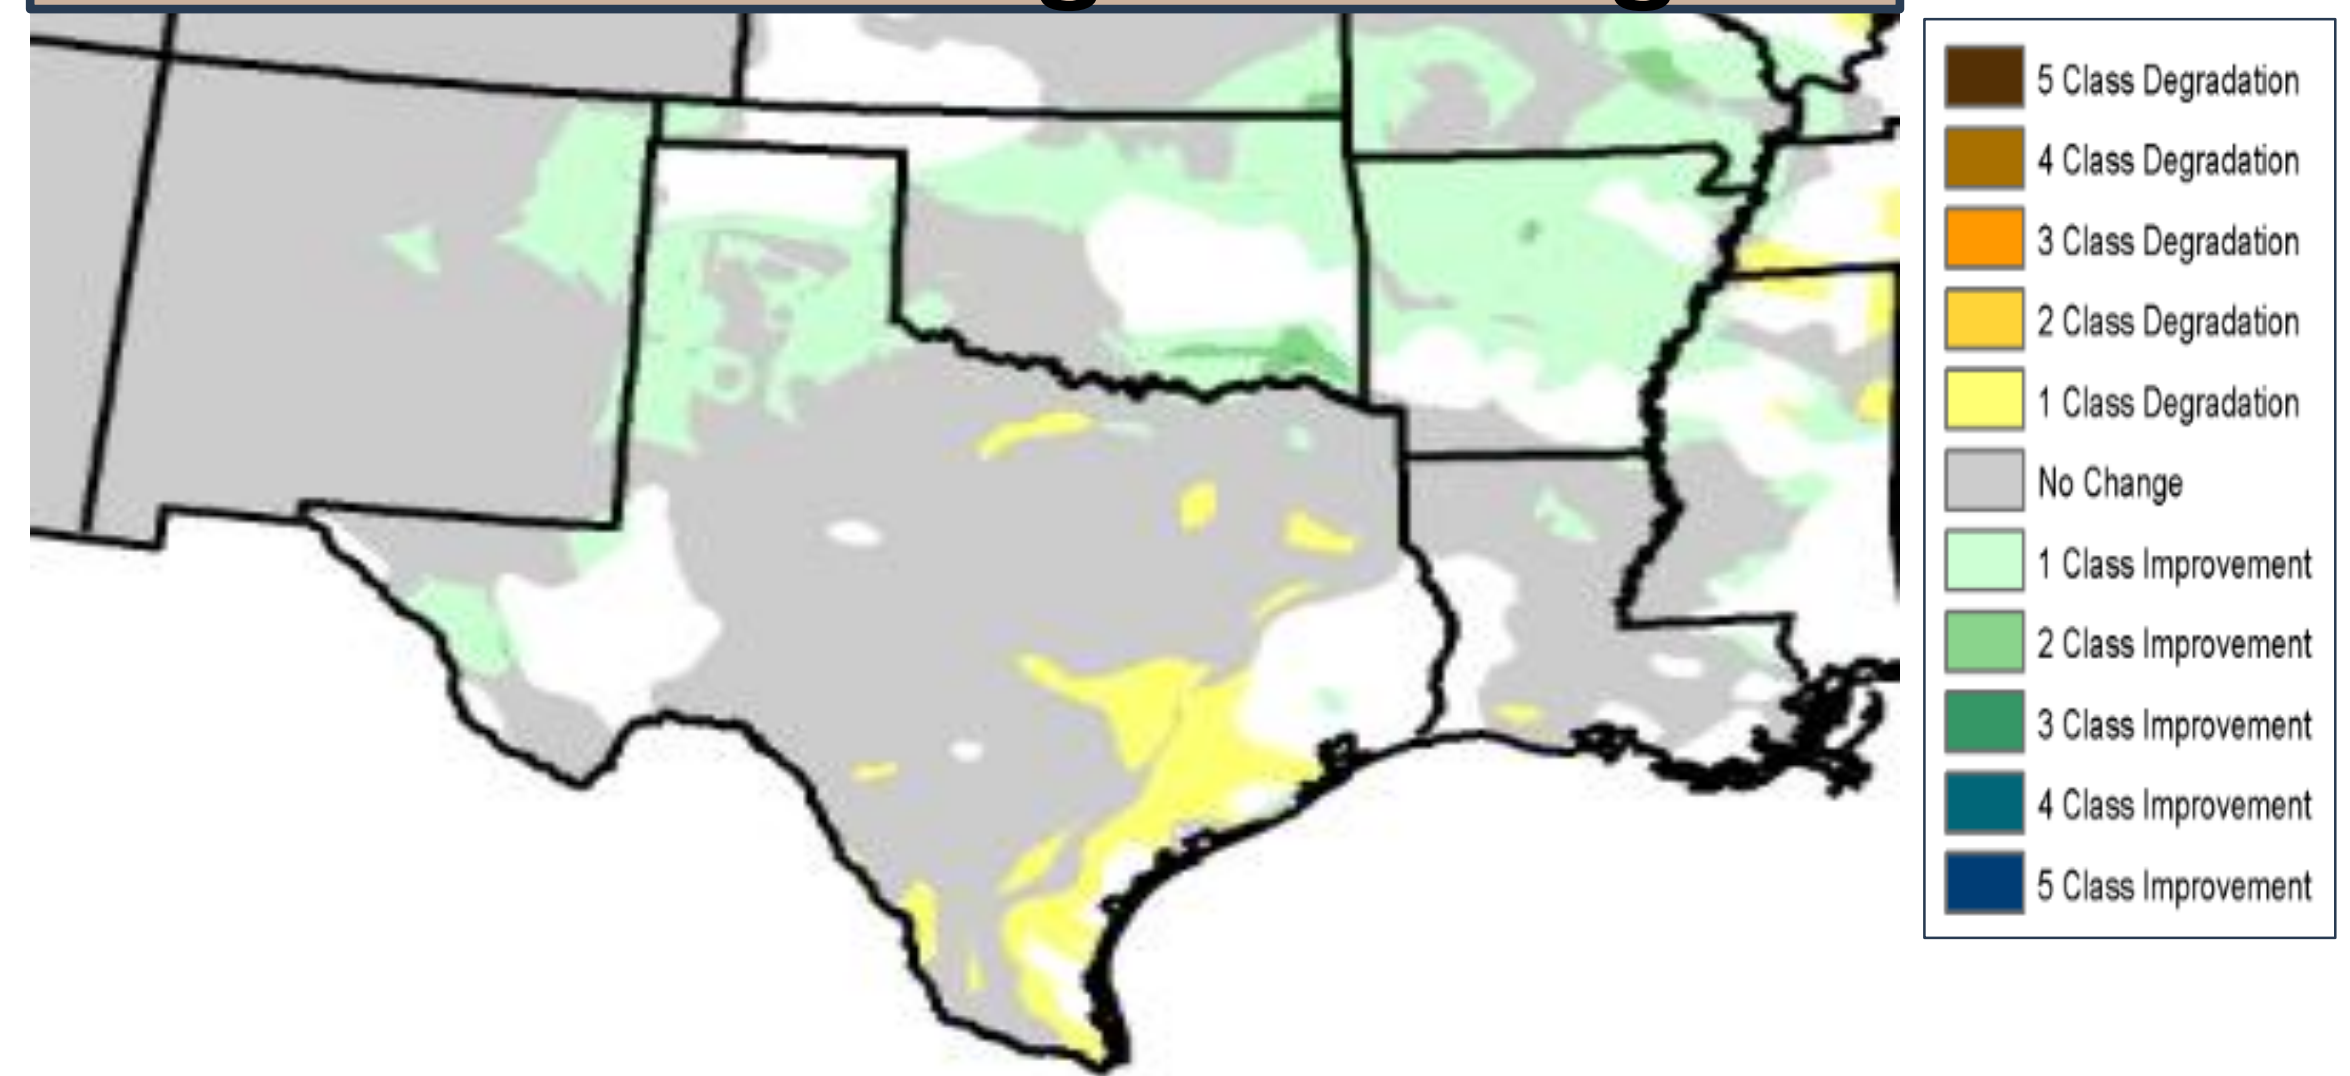 5 Class Degradation
4 Class Degradation
3 Class Degradation
2 Class Degradation
1 Class Degradation
No Change
1 Class Improvement
2 Class Improvement
3 Class Improvement
4 Class Improvement
5 Class Improvement